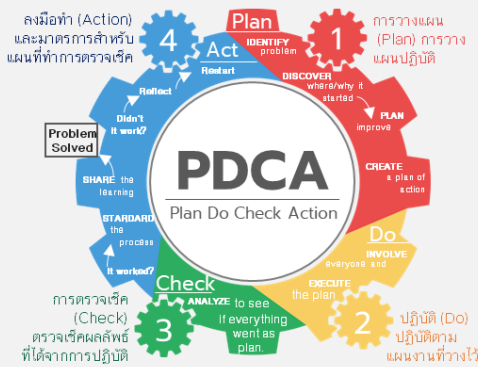 PDCA
Plan Do Check Action
Plan
IDENTIFY
problem
DISCOVER
where/why it
started
PLAN
improve
CREATE
a plan of
action
1
การวางแผน
(Plan) การวาง
แผนปฏิบัติ
Do
INVOLVE
everyone and
EXECUTE
the plan
2
ปฏิบัติ (Do)
ปฏิบัติตาม
แผนงานที่วางไว้
Check
ANALYZE to see
if everything
went as
plan.
3
การตรวจเช็ค
(Check)
ตรวจเช็คผลลัพธ์
ที่ได้จากการปฏิบัติ
Act
It worked?
STARDARD
the
process
SHARE the
learning
Problem
Solved
Didn't
it work?
Reflect
Restart
4
ลงมือทำ (Action)
และมาตรการสำหรับ
แผนที่ทำการตรวจเช็ค